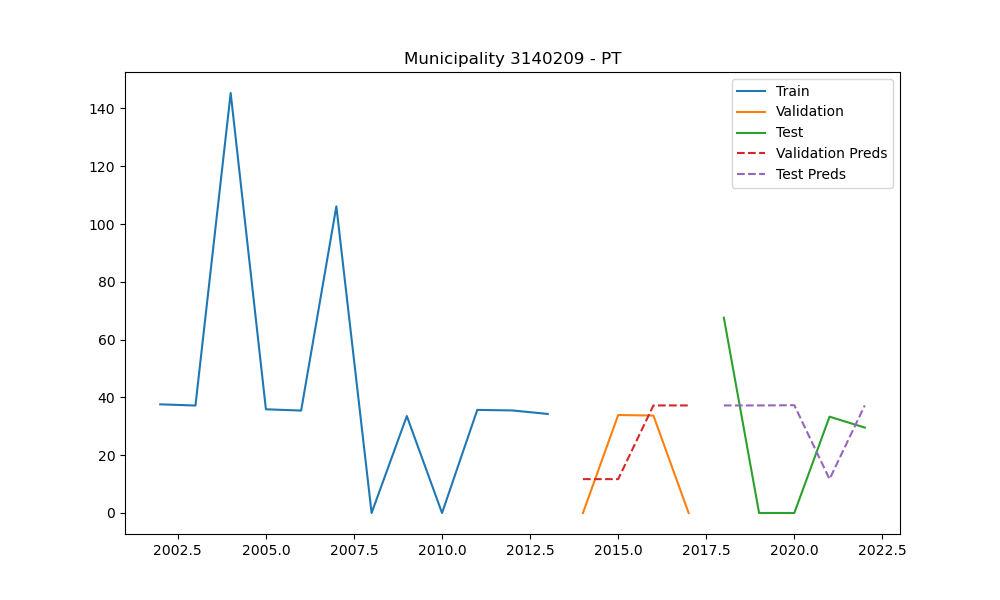 Municipality 3140209 - PT
Train
Validation
Test
Validation Preds
Test Preds
140
120
100
80
60
40
20
0
2002.5 2005.0 2007.5 2010.0 2012.5 2015.0 2017.5 2020.0 2022.5